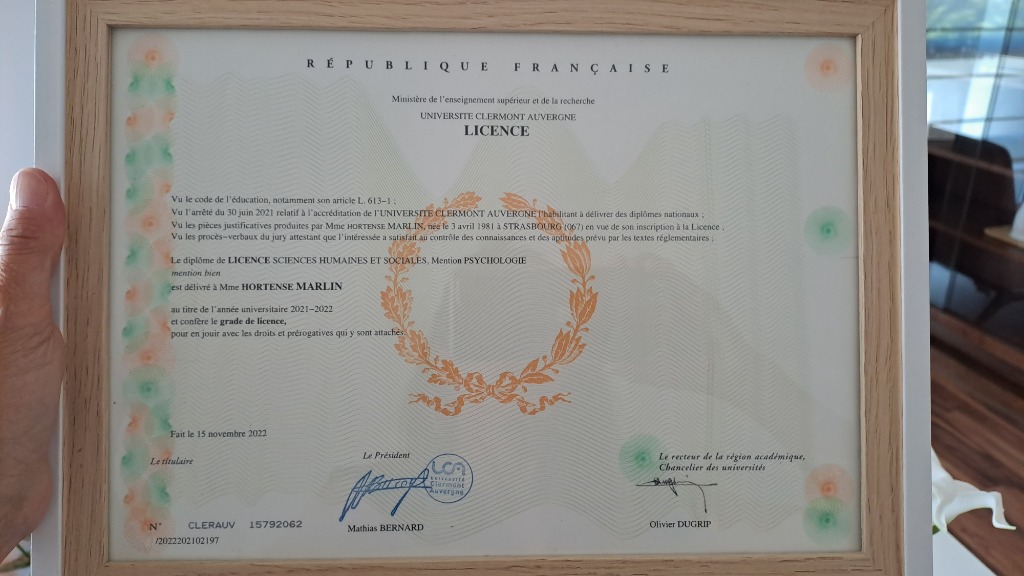 RÉPUBLIQUE FRANÇAISE
Ministère de l'enseignement supérieur et de la recherche
UNIVERSITE CLERMONT AUVERGNE
LICENCE
Vu le code de l'éducation, notamment son article L. 613-1 ;
Vu l'arrêté du 30 juin 2021 relatif à l'accréditation de l'UNIVERSITE CLERMONT AUVERGNE l'habilitant à délivrer des diplômes nationaux ;
Vu les pièces justificatives produites par Mme HORTENSE MARLIN, née le 3 avril 1981 à STRASBOURG (067) en vue de son inscription à la Licence ;
Vu les procès-verbaux du jury attestant que l'intéressée a satisfait au contrôle des connaissances et des aptitudes prévu par les textes réglementaires ;
Le diplôme de LICENCE SCIENCES HUMAINES ET SOCIALES, Mention PSYCHOLOGIE
mention bien
est délivré à Mme HORTENSE MARLIN
au titre de l'année universitaire 2021-2022
et confère le grade de licence,
pour en jouir avec les droits et prérogatives qui y sont attachés.
Fait le 15 novembre 2022
Le titulaire
Le Président
UCA
Université
Clermont
Auvergne
Mathias BERNARD
Le recteur de la région académique,
Chancelier des universités
Olivier DUGRIP
N° CLERAUV 15792062
/2022202102197